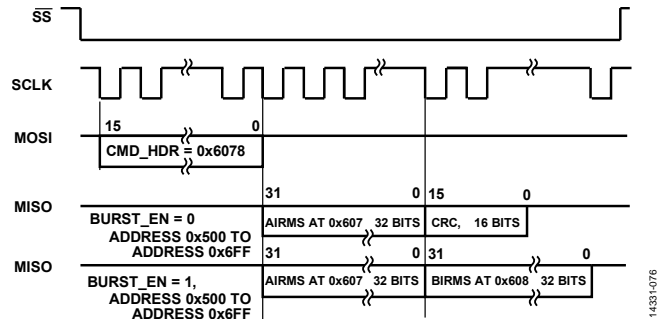 SS
SCLK
15 0
MOSI
CMD_HDR = 0x6078
31 0 15 0
MISO
BURST_EN = 0
ADDRESS 0x500 TO
ADDRESS 0x6FF
AIRMS AT 0x607 32 BITS CRC, 16 BITS
31 0 31 0
MISO
BURST_EN = 1,
ADDRESS 0x500 TO
ADDRESS 0x6FF
AIRMS AT 0x607 32 BITS BIRMS AT 0x608 32 BITS
14331-076